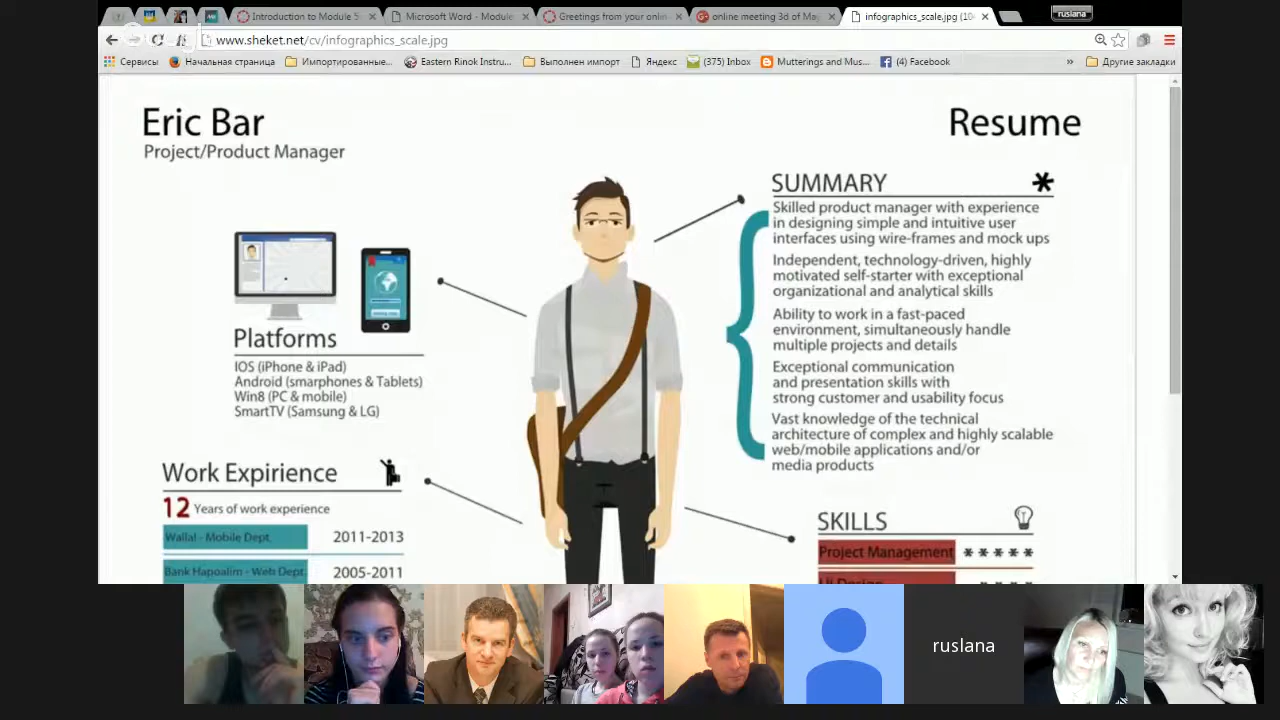 Introduction to Module 5:
Microsoft Word - Module
Greetings from your onlin
online meeting 3d of Ma
infographics_scale.jpg (10
ruslana
www.sheket.net/cv/infographics_scale.jpg
Сервисы
Начальная страница
Импортированные...
Eastern Rinok Instru...
Выполнен импорт
Яндекс
(375) Inbox
Mutterings and Mus...
(4) Facebook
»
Другие закладки
Eric Bar
Resume
Project/Product Manager
SUMMARY
Skilled product manager with experience
in designing simple and intuitive user
interfaces using wire-frames and mock ups
Independent, technology-driven, highly
motivated self-starter with exceptional
organizational and analytical skills
Ability to work in a fast-paced
environment, simultaneously handle
multiple projects and details
Exceptional communication
and presentation skills with
strong customer and usability focus
Vast knowledge of the technical
architecture of complex and highly scalable
web/mobile applications and/or
media products
Platforms
IOS (iPhone & iPad)
Android (smarphones & Tablets)
Win8 (PC & mobile)
SmartTV (Samsung & LG)
Work Expirience
12 Years of work experience
Walla! - Mobile Dept. 2011-2013
Bank Hapoalim - Web Dept. 2005-2011
SKILLS
Project Management *****
UI Design ****
ruslana